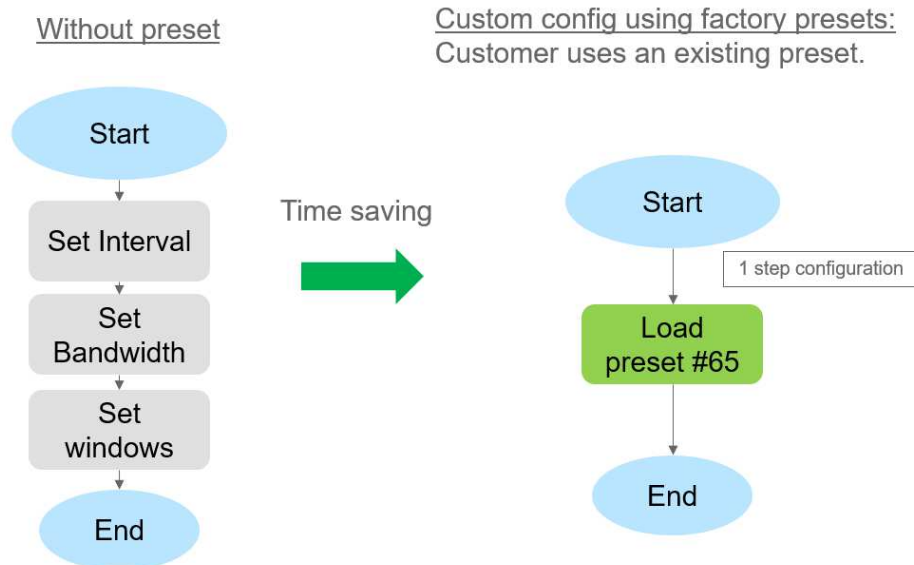 Without preset
Start
Set Interval
Set
Bandwidth
Set
windows
End
Time saving
Custom config using factory presets:
Customer uses an existing preset.
Start
1 step configuration
Load
preset #65
End